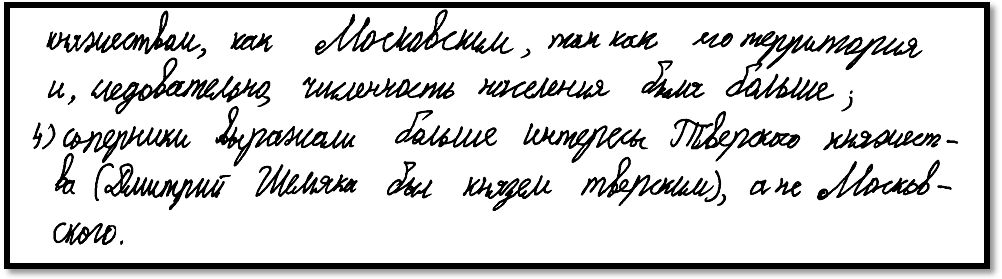 княжеством, как Московским, так как его территория
и, следовательно, численность населения была больше;
4) соперники выражали больше интересы Тверского княжест-
ва (Дмитрий Шемяка был князем тверским), а не Москов-
ского.